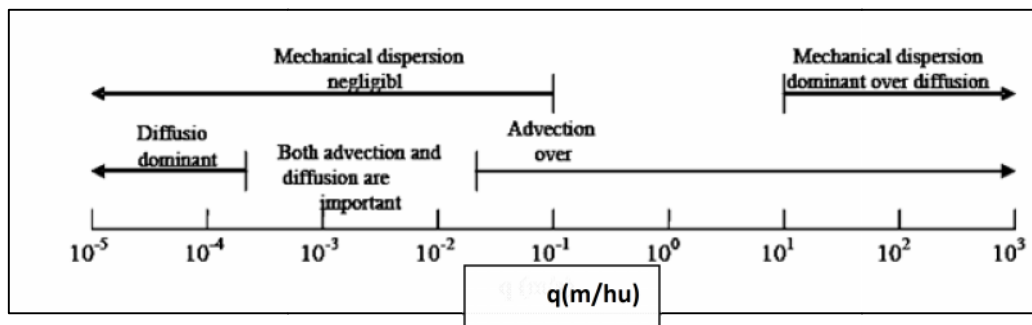 Mechanical dispersion
negligibl
Mechanical dispersion
dominant over diffusion
Diffusio
dominant
Both advection and
diffusion are
important
Advection
over
10-5
10-4
10-3
10-2
10-1
100
101
102
103
q(m/hu)